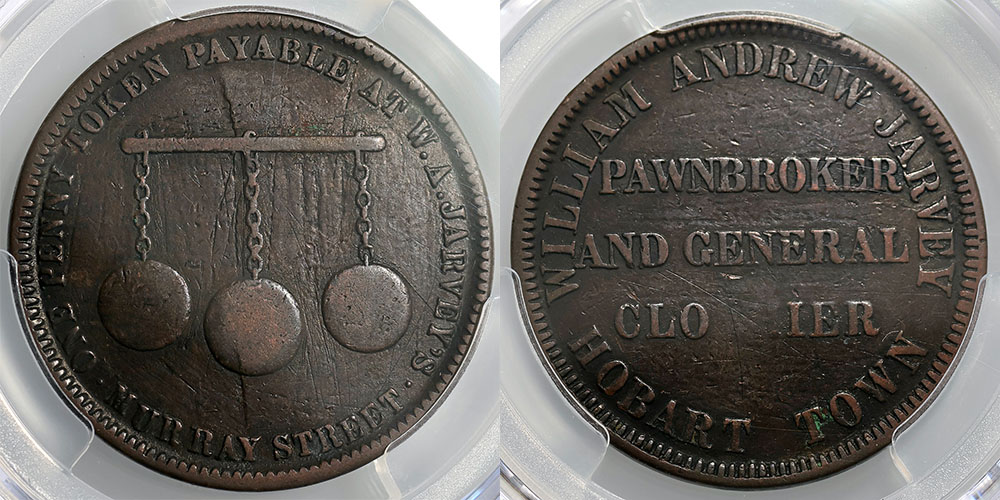 ONE PENNY TOKEN PAYABLE AT W.A.JARVEY'S
· MURRAY STREET ·
WILLIAM ANDREW JARVEY
PAWNBROKER
AND GENERAL
CLO IER
HOBART TOWN